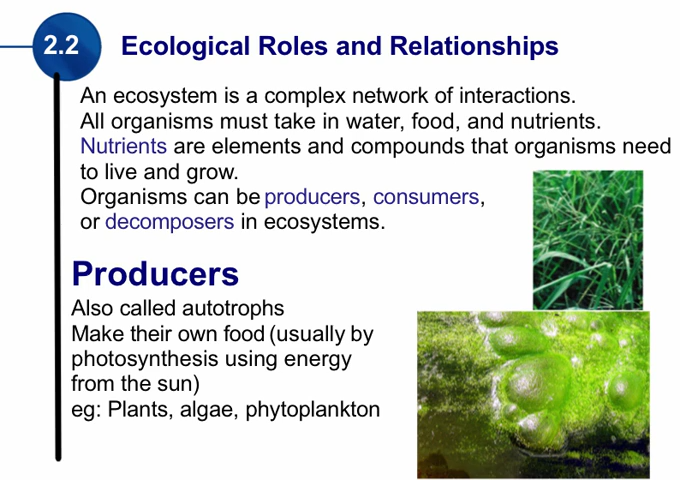 2.2
Ecological Roles and Relationships
An ecosystem is a complex network of interactions.
All organisms must take in water, food, and nutrients.
Nutrients are elements and compounds that organisms need
to live and grow.
Organisms can be producers, consumers,
or decomposers in ecosystems.
Producers
Also called autotrophs
Make their own food (usually by
photosynthesis using energy
from the sun)
eg: Plants, algae, phytoplankton